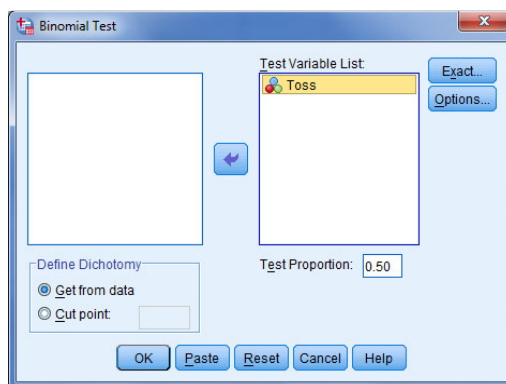 Binomial Test
Test Variable List:
Toss
Exact...
Options...
Define Dichotomy
Get from data
Cut point:
Test Proportion: 0.50
OK Paste Reset Cancel Help